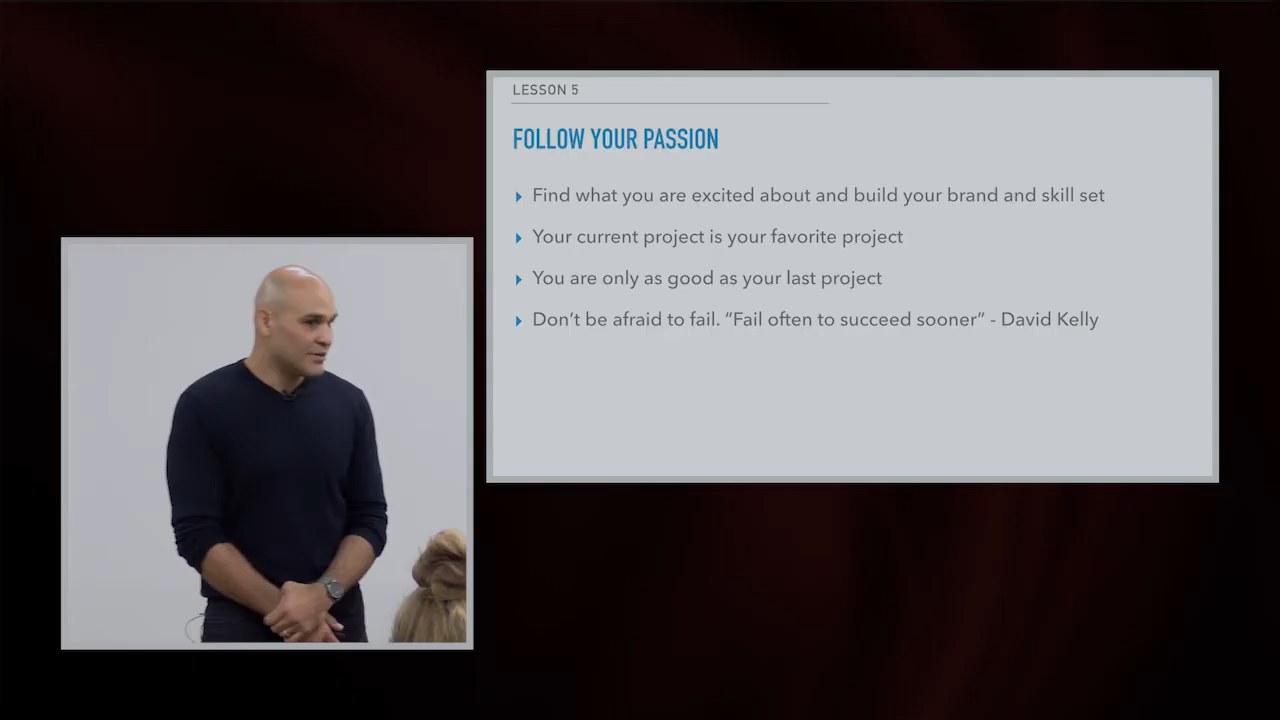 LESSON 5
FOLLOW YOUR PASSION
Find what you are excited about and build your brand and skill set
Your current project is your favorite project
You are only as good as your last project
Don't be afraid to fail. “Fail often to succeed sooner” - David Kelly